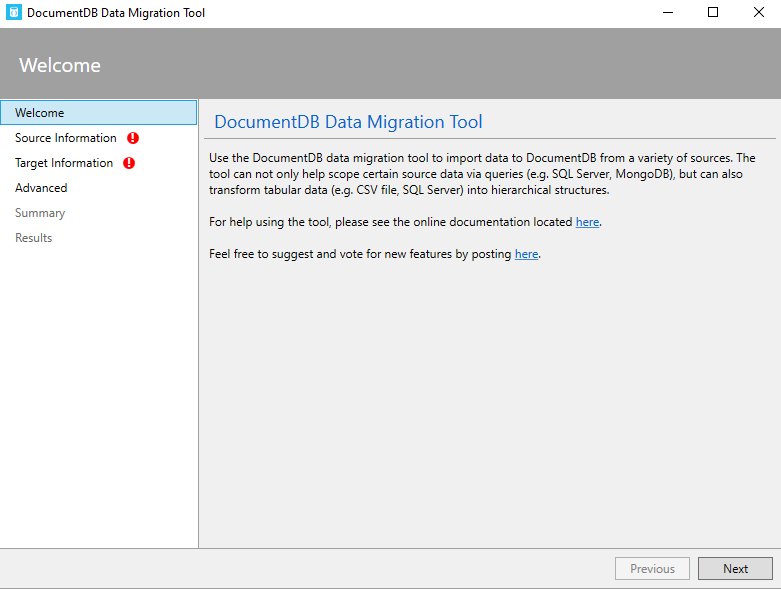 DocumentDB Data Migration Tool
Welcome
Welcome
Source Information
Target Information
Advanced
Summary
Results
DocumentDB Data Migration Tool
Use the DocumentDB data migration tool to import data to DocumentDB from a variety of sources. The
tool can not only help scope certain source data via queries (e.g. SQL Server, MongoDB), but can also
transform tabular data (e.g. CSV file, SQL Server) into hierarchical structures.
For help using the tool, please see the online documentation located here.
Feel free to suggest and vote for new features by posting here.
Previous
Next